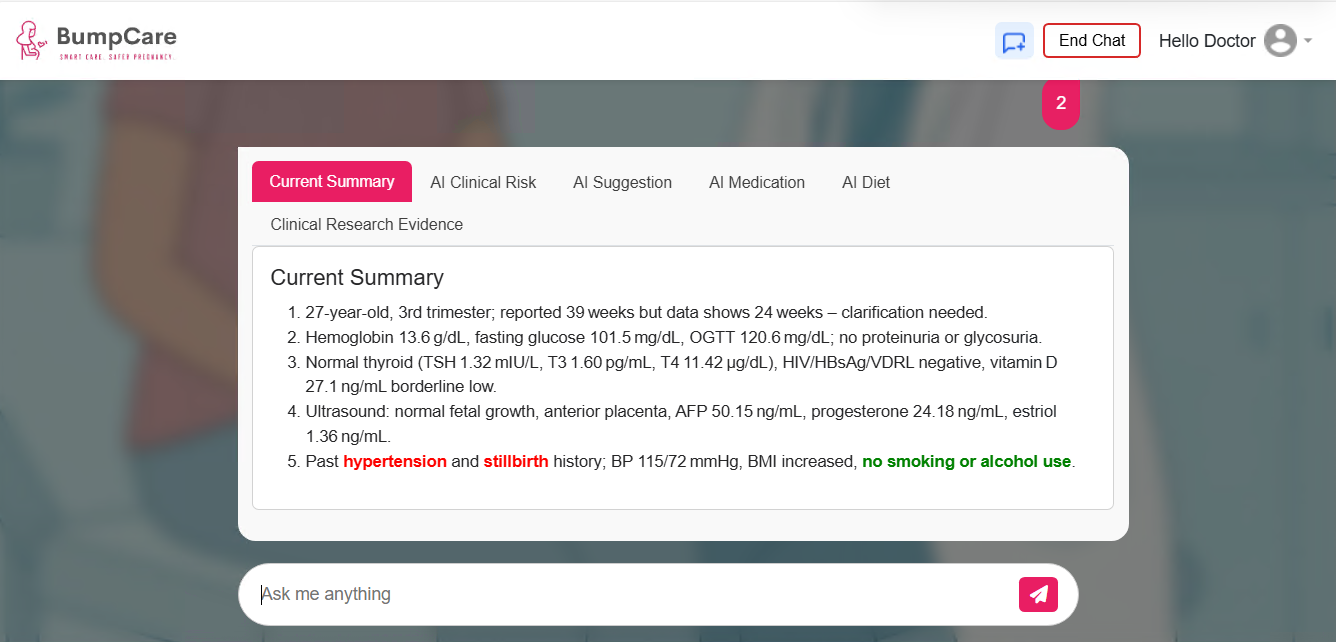 BumpCare
SMART CARE. SAFER PREGNANCY.
End Chat
Hello Doctor
2
Current Summary
AI Clinical Risk
AI Suggestion
AI Medication
AI Diet
Clinical Research Evidence
Current Summary
1. 27-year-old, 3rd trimester; reported 39 weeks but data shows 24 weeks – clarification needed.
2. Hemoglobin 13.6 g/dL, fasting glucose 101.5 mg/dL, OGTT 120.6 mg/dL; no proteinuria or glycosuria.
3. Normal thyroid (TSH 1.32 mIU/L, T3 1.60 pg/mL, T4 11.42 µg/dL), HIV/HBsAg/VDRL negative, vitamin D
27.1 ng/mL borderline low.
4. Ultrasound: normal fetal growth, anterior placenta, AFP 50.15 ng/mL, progesterone 24.18 ng/mL, estriol
1.36 ng/mL.
5. Past hypertension and stillbirth history; BP 115/72 mmHg, BMI increased, no smoking or alcohol use.
Ask me anything